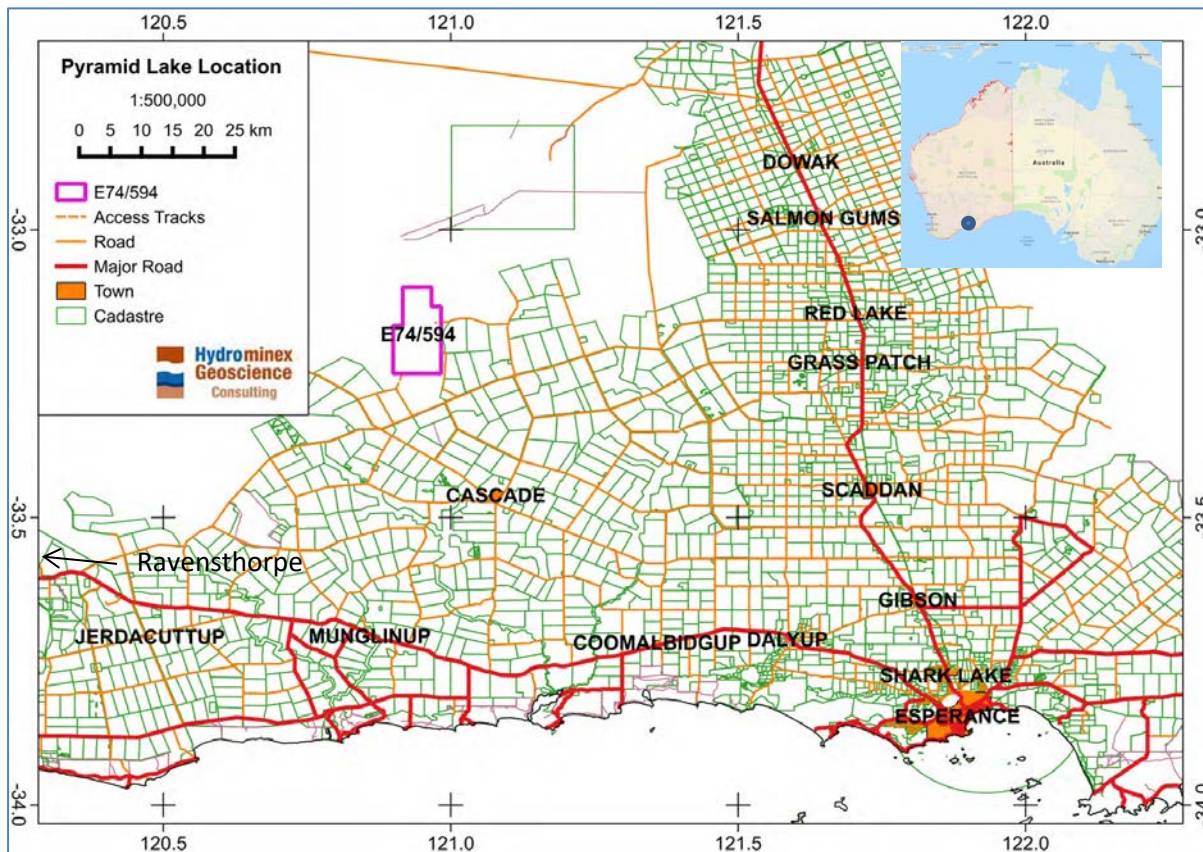 120.5
121.0
121.5
122.0
Pyramid Lake Location
1:500,000
0 5 10 15 20 25 km
E74/594
Access Tracks
Road
Major Road
Town
Cadastre
Hydrominex
Geoscience
Consulting
DOWAK
SALMON GUMS
-33.0
-33.0
Australia
RED LAKE
E74/594
GRASS PATCH
CASCADE
SCADDAN
-33.5
-33.5
Ravensthorpe
GIBSON
JERDACUTTUP
MUNGLINUP
COOMALBIDGUP
DALYUP
SHARK LAKE
ESPERANCE
-34.0
-34.0
120.5
121.0
121.5
122.0